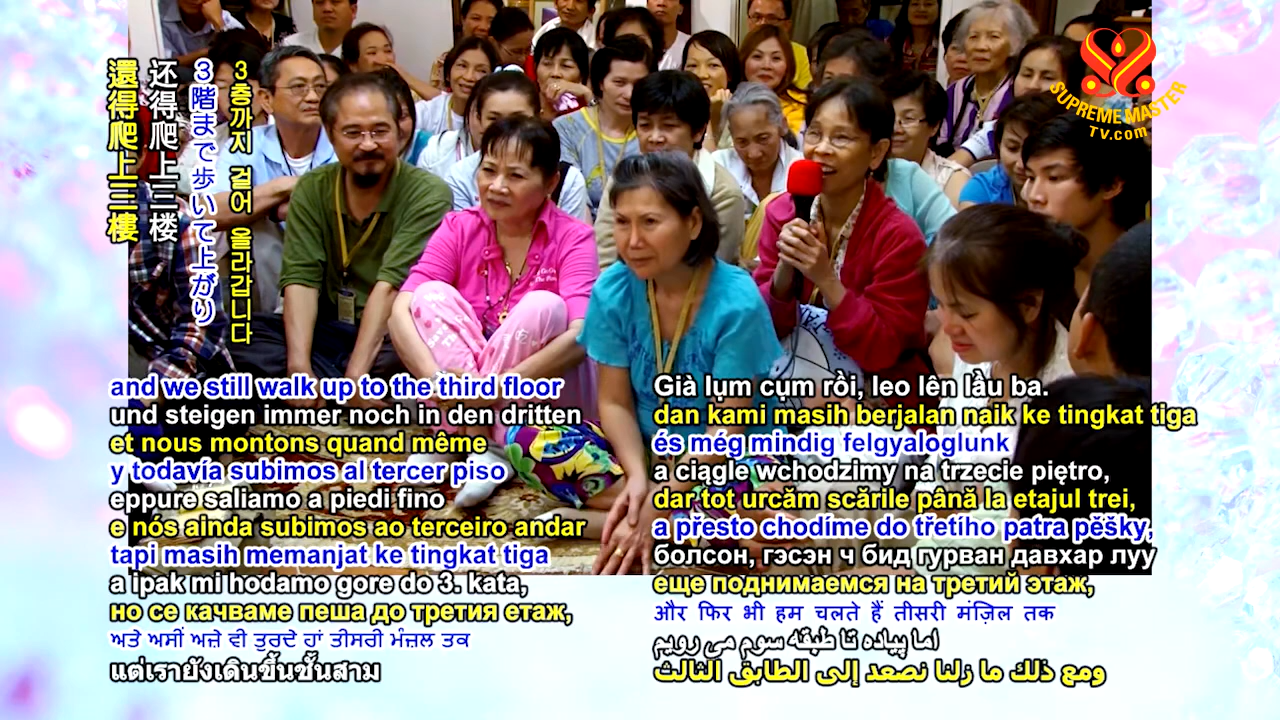 SUPREME MASTER
TV.com
還得爬上三樓
还得爬上三楼
3階まで歩いて上がり
3층까지 걸어 올라갑니다
and we still walk up to the third floor
und steigen immer noch in den dritten
et nous montons quand même
y todavía subimos al tercer piso
eppure saliamo a piedi fino
e nós ainda subimos ao terceiro andar
tapi masih memanjat ke tingkat tiga
a ipak mi hodamo gore do 3. kata,
но се качваме пеша до третия етаж,
ਅਤੇ ਅਸੀਂ ਅਜੇ ਵੀ ਤੁਰਦੇ ਹਾਂ ਤੀਸਰੀ ਮੰਜ਼ਲ ਤਕ
แต่เรายังเดินขึ้นชั้นสาม
Già lụm cụm rồi, leo lên lầu ba.
dan kami masih berjalan naik ke tingkat tiga
és még mindig felgyaloglunk
a ciągle wchodzimy na trzecie piętro,
dar tot urcăm scările până la etajul trei,
a přesto chodíme do třetího patra pěšky,
болсон, гэсэн ч бид гурван давхар луу
еще поднимаемся на третий этаж,
और फिर भी हम चलते हैं तीसरी मंज़िल तक
اما پیاده تا طبقه سوم می رویم
ومع ذلك ما زلنا نصعد إلى الطابق الثالث